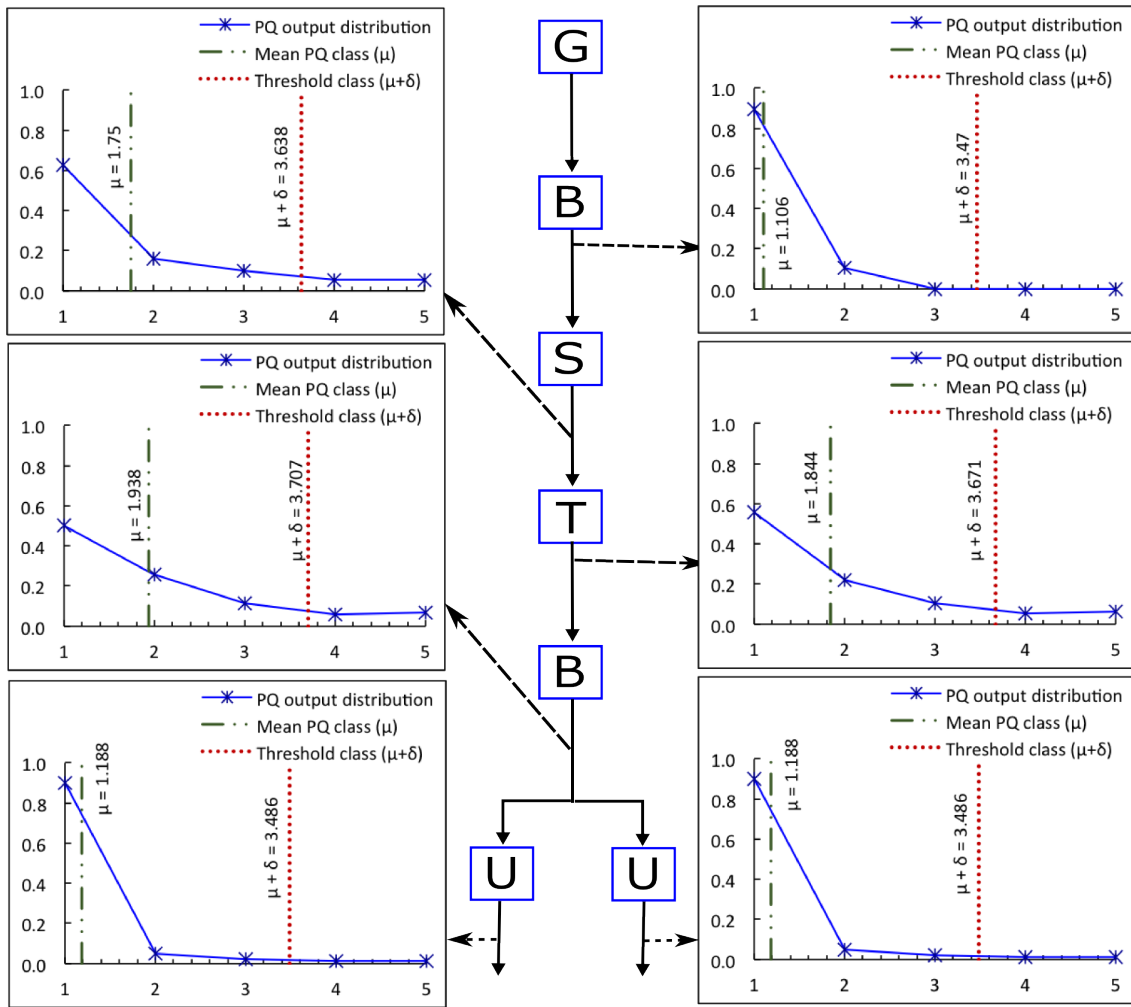 PQ output distribution
Mean PQ class (μ)
Threshold class (μ+δ)
1.0
0.8
0.6
0.4
0.2
0.0
μ = 1.75
μ + δ = 3.638
1 2 3 4 5
G
B
S
T
B
U U
PQ output distribution
Mean PQ class (μ)
Threshold class (μ+δ)
1.0
0.8
0.6
0.4
0.2
0.0
μ = 1.106
μ + δ = 3.47
1 2 3 4 5
PQ output distribution
Mean PQ class (μ)
Threshold class (μ+δ)
1.0
0.8
0.6
0.4
0.2
0.0
μ = 1.938
μ + δ = 3.707
1 2 3 4 5
PQ output distribution
Mean PQ class (μ)
Threshold class (μ+δ)
1.0
0.8
0.6
0.4
0.2
0.0
μ = 1.844
μ + δ = 3.671
1 2 3 4 5
PQ output distribution
Mean PQ class (μ)
Threshold class (μ+δ)
1.0
0.8
0.6
0.4
0.2
0.0
μ = 1.188
μ + δ = 3.486
1 2 3 4 5
PQ output distribution
Mean PQ class (μ)
Threshold class (μ+δ)
1.0
0.8
0.6
0.4
0.2
0.0
μ = 1.188
μ + δ = 3.486
1 2 3 4 5